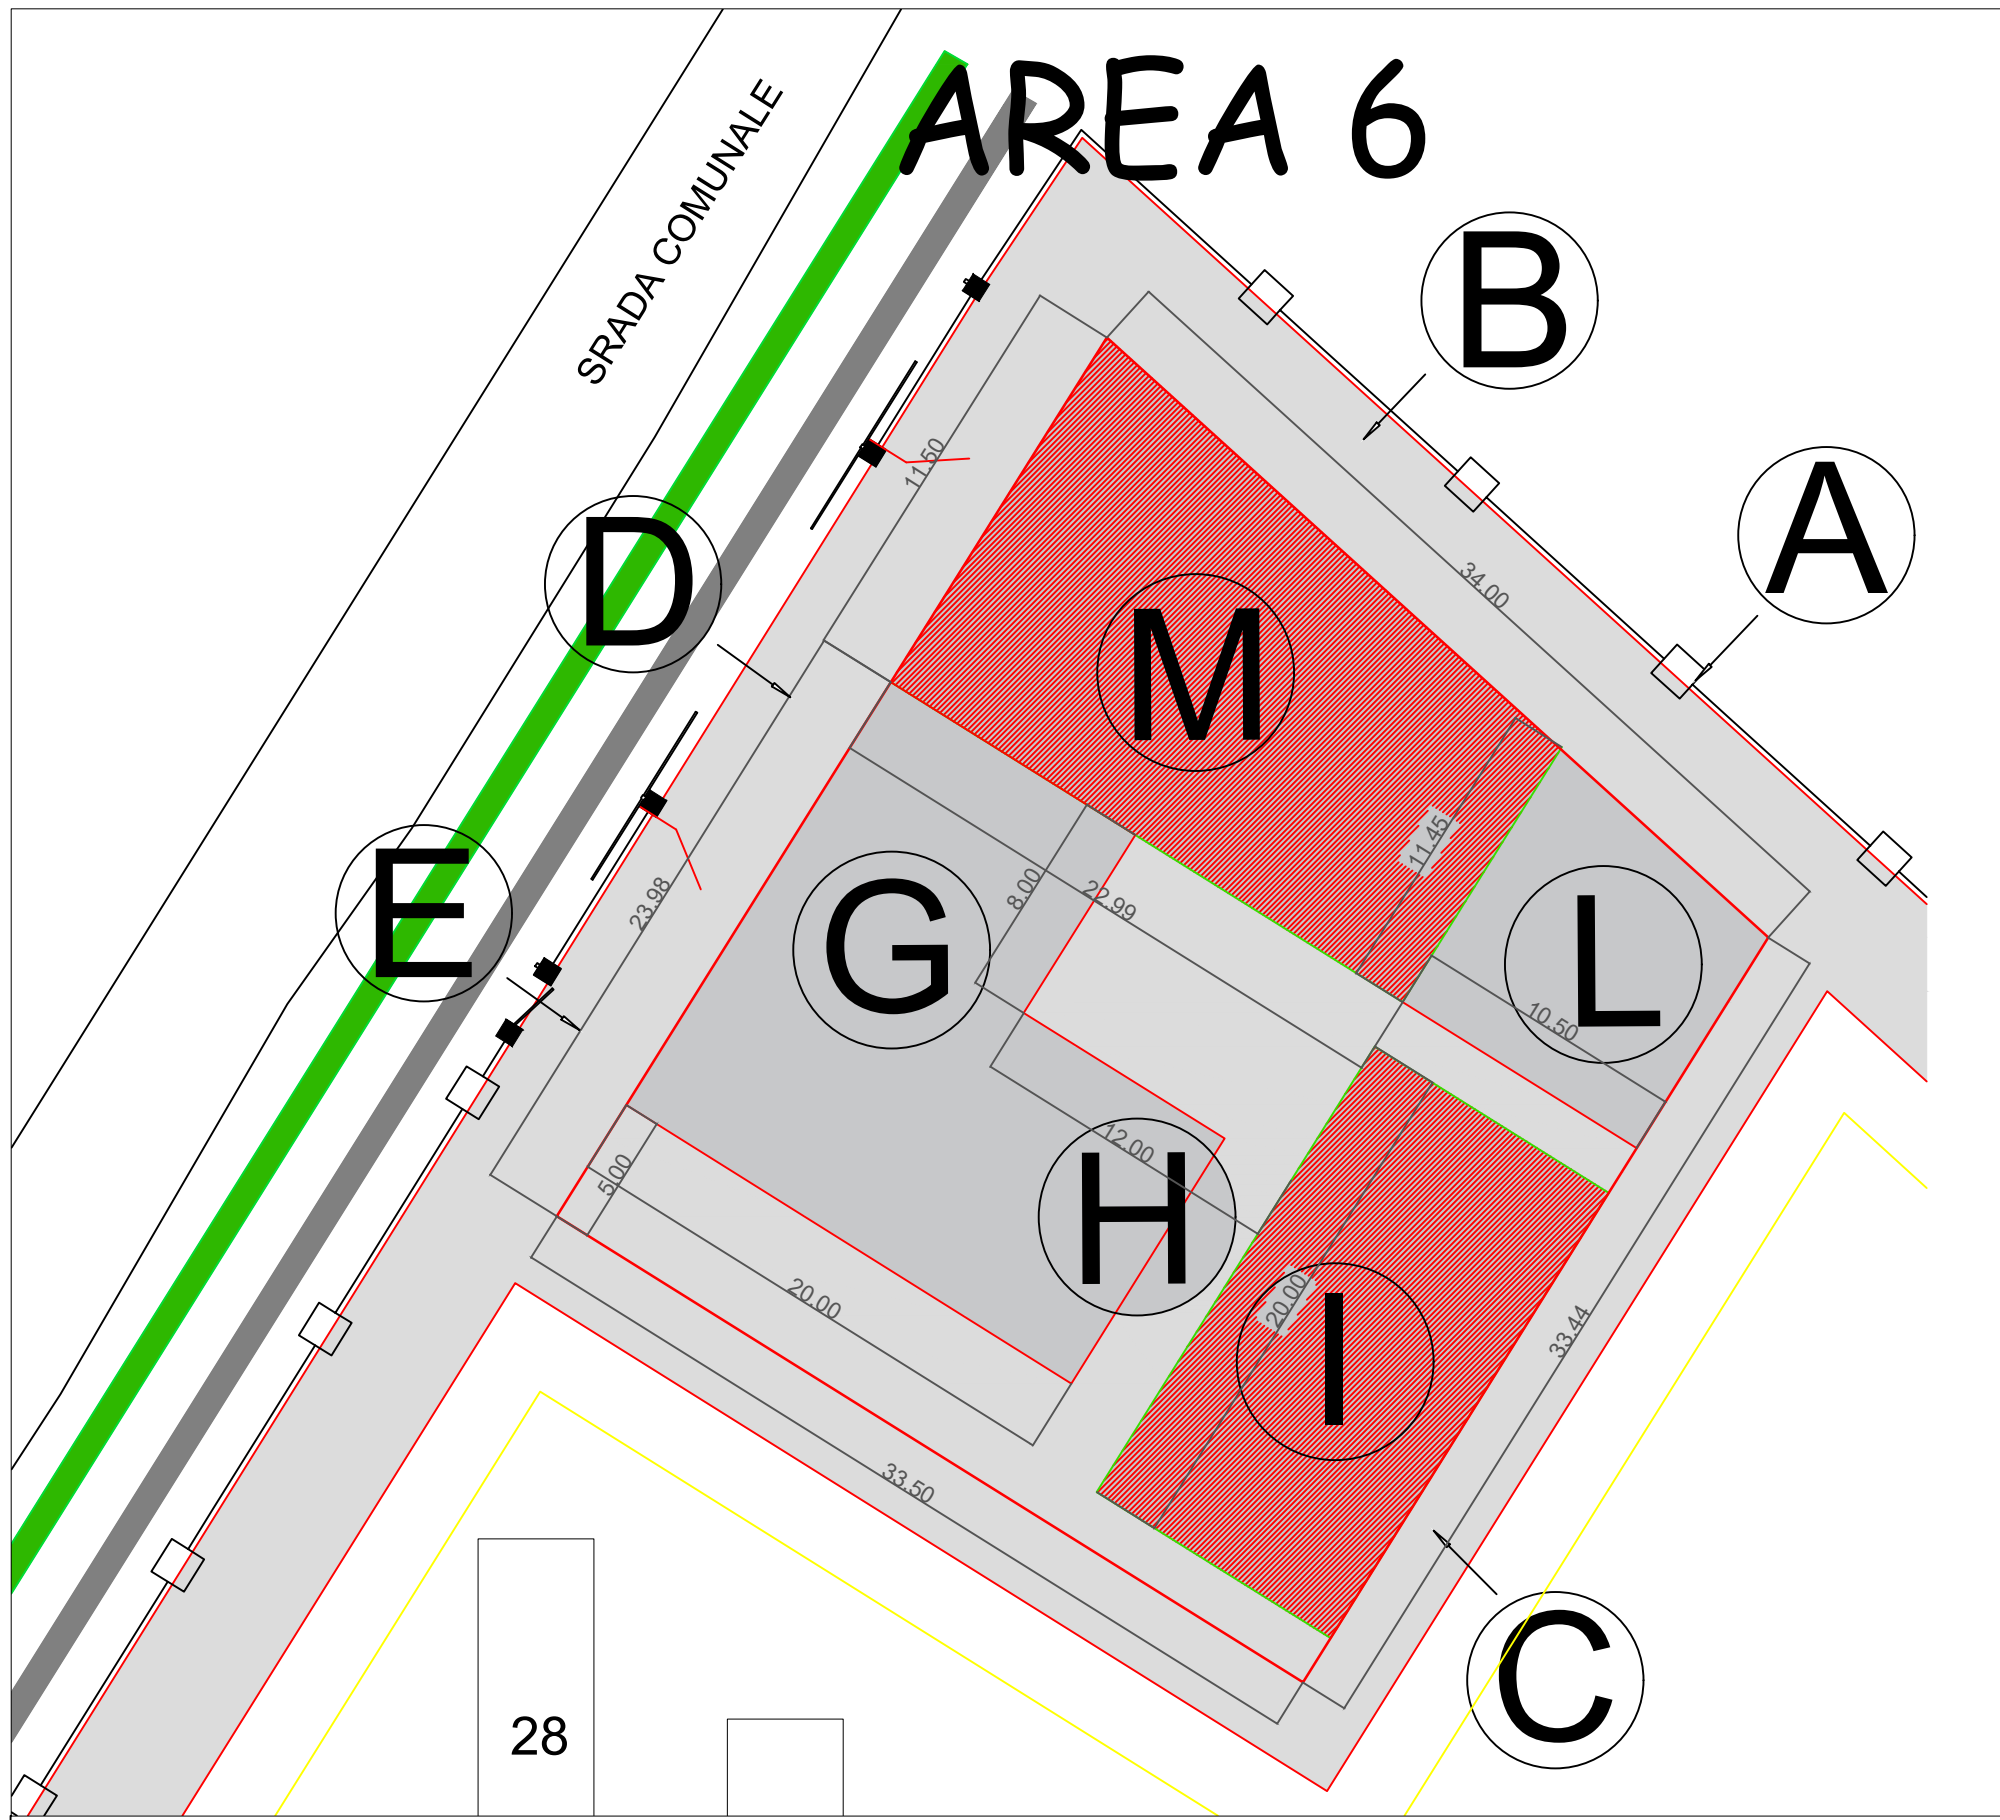 AREA 6
SRADA COMUNALE
B
A
11.50
34.00
D
M
11.45
E
23.98
G
8.00
22.99
L
10.50
5.00
12.00
H
20.00
20.00
I
33.44
33.50
C
28